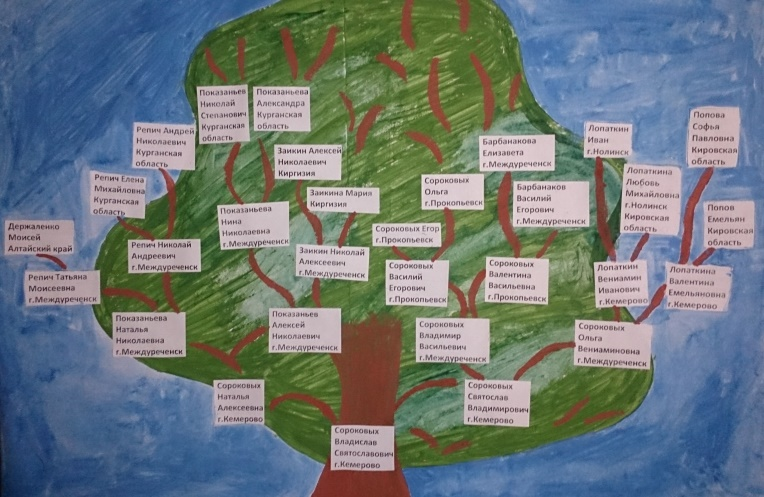 Показаньев
Николай
Степанович
Курганская
область
Показаньева
Александра
Курганская
область
Репич Андрей
Николаевич
Курганская
область
Заикин Алексей
Николаевич
Киргизия
Барбанакова
Елизавета
г.Междуреченск
Лопаткин
Иван
г.Нолинск
Попова
Софья
Павловна
Кировская
область
Репич Елена
Михайловна
Курганская
область
Заикина Мария
Киргизия
Сороковых
Ольга
г.Прокопьевск
Барбанаков
Василий
Егорович
г.Междуреченск
Лопаткина
Любовь
Михайловна
г.Нолинск
Кировская
область
Попов
Емельян
Кировская
область
Держаленко
Моисей
Алтайский край
Показаньева
Нина
Николаевна
г.Междуреченск
Сороковых Егор
г.Прокопьевск
Репич Николай
Андреевич
г.Междуреченск
Заикин Николай
Алексеевич
г.Междуреченск
Репич Татьяна
Моисеевна
г.Междуреченск
Сороковых
Василий
Егорович
г.Прокопьевск
Сороковых
Валентина
Васильевна
г.Прокопьевск
Лопаткин
Вениамин
Иванович
г.Кемерово
Лопаткина
Валентина
Емельяновна
г.Кемерово
Показаньева
Наталья
Николаевна
г.Междуреченск
Показаньев
Алексей
Николаевич
г.Междуреченск
Сороковых
Владимир
Васильевич
г.Междуреченск
Сороковых
Ольга
Вениаминовна
г.Междуреченск
Сороковых
Наталья
Алексеевна
г.Кемерово
Сороковых
Святослав
Владимирович
г.Кемерово
Сороковых
Владислав
Святославович
г.Кемерово